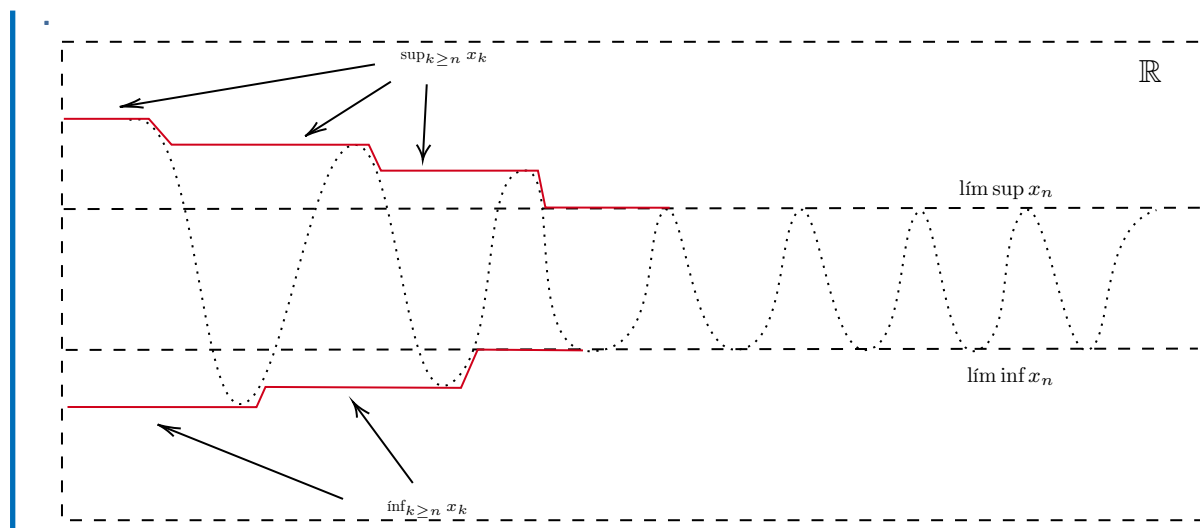 sup_{k≥n} x_k
ℝ
lím sup x_n
lím inf x_n
ínf_{k≥n} x_k